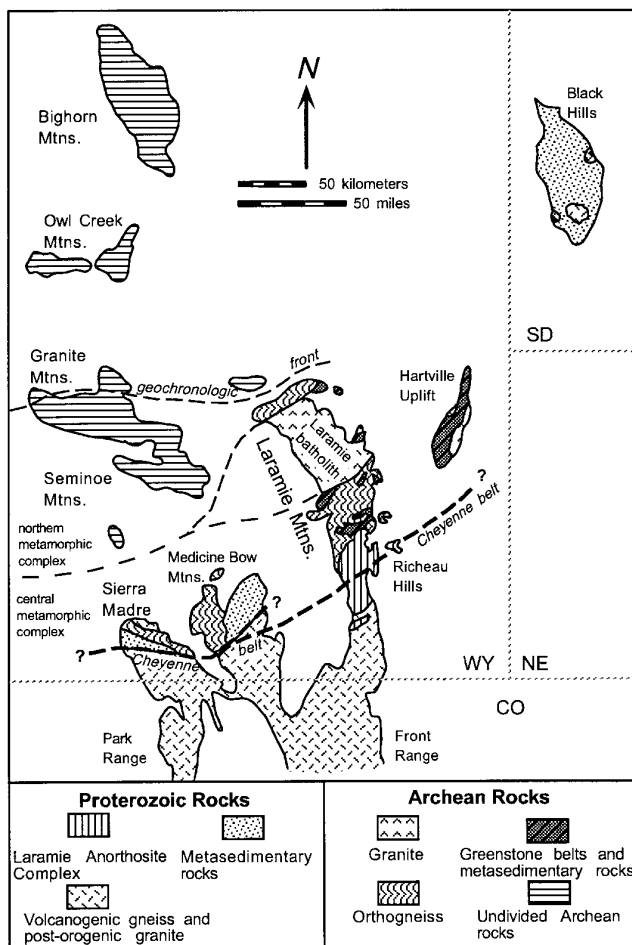 N
Bighorn
Mtns.
Black
Hills
50 kilometers
50 miles
Owl Creek
Mtns.
SD
Granite
Mtns.
geochronologic front
Hartville
Uplift
Laramie
batholith
Laramie Mtns.
Seminoe
Mtns.
?
Cheyenne belt
northern
metamorphic
complex
Medicine Bow
Mtns.
Richeau
Hills
central
metamorphic
complex
Sierra
Madre
?
?
Cheyenne belt
WY
NE
CO
Park
Range
Front
Range
Proterozoic Rocks
Laramie Anorthosite
Complex
Metasedimentary
rocks
Volcanogenic gneiss and
post-orogenic granite
Archean Rocks
Granite
Greenstone belts and
metasedimentary rocks
Orthogneiss
Undivided Archean
rocks